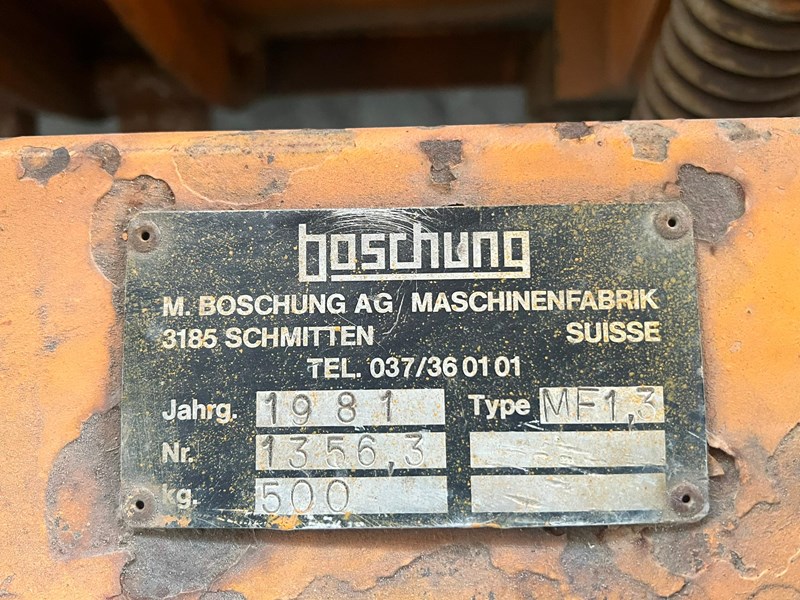 boschung
M. BOSCHUNG AG MASCHINENFABRIK
3185 SCHMITTEN SUISSE
TEL. 037/36 01 01
Jahrg. 1981 Type MF1,3
Nr. 1356,3
kg. 500